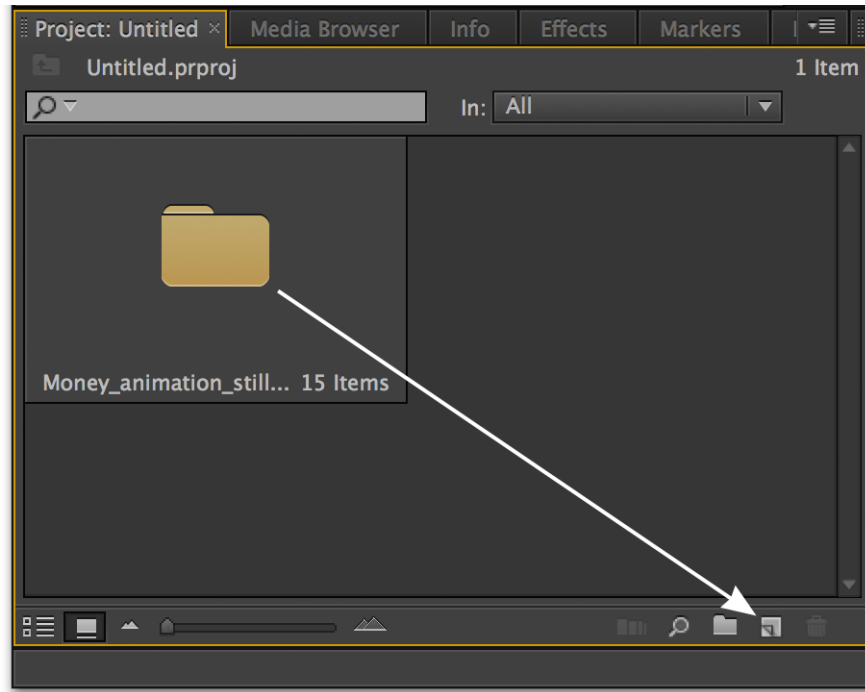 Project: Untitled × Media Browser Info Effects Markers
Untitled.prproj 1 Item
In: All
Money_animation_still... 15 Items